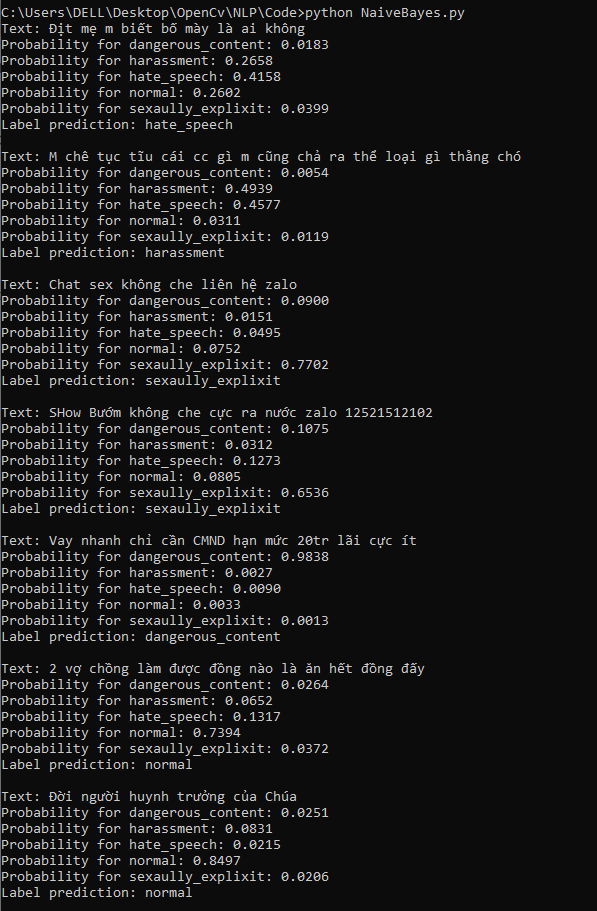 C:\Users\DELL\Desktop\OpenCv\NLP\Code>python NaiveBayes.py
Text: Địt mẹ m biết bố mày là ai không
Probability for dangerous_content: 0.0183
Probability for harassment: 0.2658
Probability for hate_speech: 0.4158
Probability for normal: 0.2602
Probability for sexaully_explixit: 0.0399
Label prediction: hate_speech

Text: M chê tục tĩu cái cc gì m cũng chả ra thể loại gì thằng chó
Probability for dangerous_content: 0.0054
Probability for harassment: 0.4939
Probability for hate_speech: 0.4577
Probability for normal: 0.0311
Probability for sexaully_explixit: 0.0119
Label prediction: harassment

Text: Chat sex không che liên hệ zalo
Probability for dangerous_content: 0.0900
Probability for harassment: 0.0151
Probability for hate_speech: 0.0495
Probability for normal: 0.0752
Probability for sexaully_explixit: 0.7702
Label prediction: sexaully_explixit

Text: SHow Bướm không che cực ra nước zalo 12521512102
Probability for dangerous_content: 0.1075
Probability for harassment: 0.0312
Probability for hate_speech: 0.1273
Probability for normal: 0.0805
Probability for sexaully_explixit: 0.6536
Label prediction: sexaully_explixit

Text: Vay nhanh chỉ cần CMND hạn mức 20tr lãi cực ít
Probability for dangerous_content: 0.9838
Probability for harassment: 0.0027
Probability for hate_speech: 0.0090
Probability for normal: 0.0033
Probability for sexaully_explixit: 0.0013
Label prediction: dangerous_content

Text: 2 vợ chồng làm được đồng nào là ăn hết đồng đấy
Probability for dangerous_content: 0.0264
Probability for harassment: 0.0652
Probability for hate_speech: 0.1317
Probability for normal: 0.7394
Probability for sexaully_explixit: 0.0372
Label prediction: normal

Text: Đời người huynh trưởng của Chúa
Probability for dangerous_content: 0.0251
Probability for harassment: 0.0831
Probability for hate_speech: 0.0215
Probability for normal: 0.8497
Probability for sexaully_explixit: 0.0206
Label prediction: normal